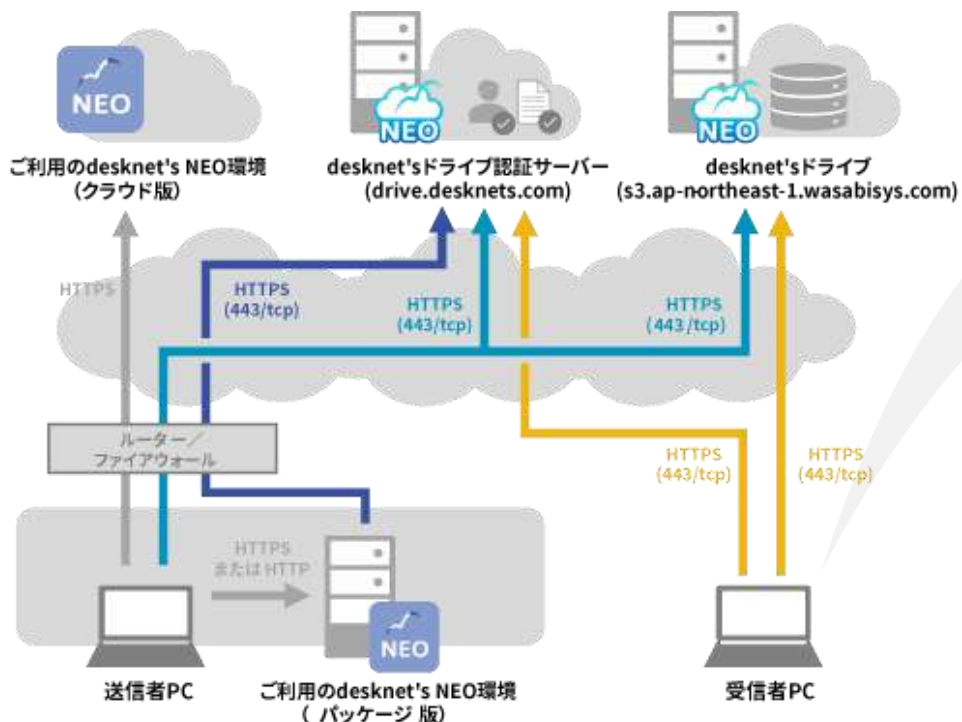 NEO
NEO
NEO
ご利用のdesknet's NEO環境
(クラウド版)
desknet'sドライブ認証サーバー
(drive.desknets.com)
desknet'sドライブ
(s3.ap-northeast-1.wasabisys.com)
HTTPS
HTTPS
(443/tcp)
HTTPS
(443/tcp)
HTTPS
(443/tcp)
ルーター/
ファイアウォール
HTTPS
(443/tcp)
HTTPS
(443/tcp)
HTTPS
または HTTP
NEO
送信者PC
ご利用のdesknet's NEO環境
( パッケージ 版)
受信者PC